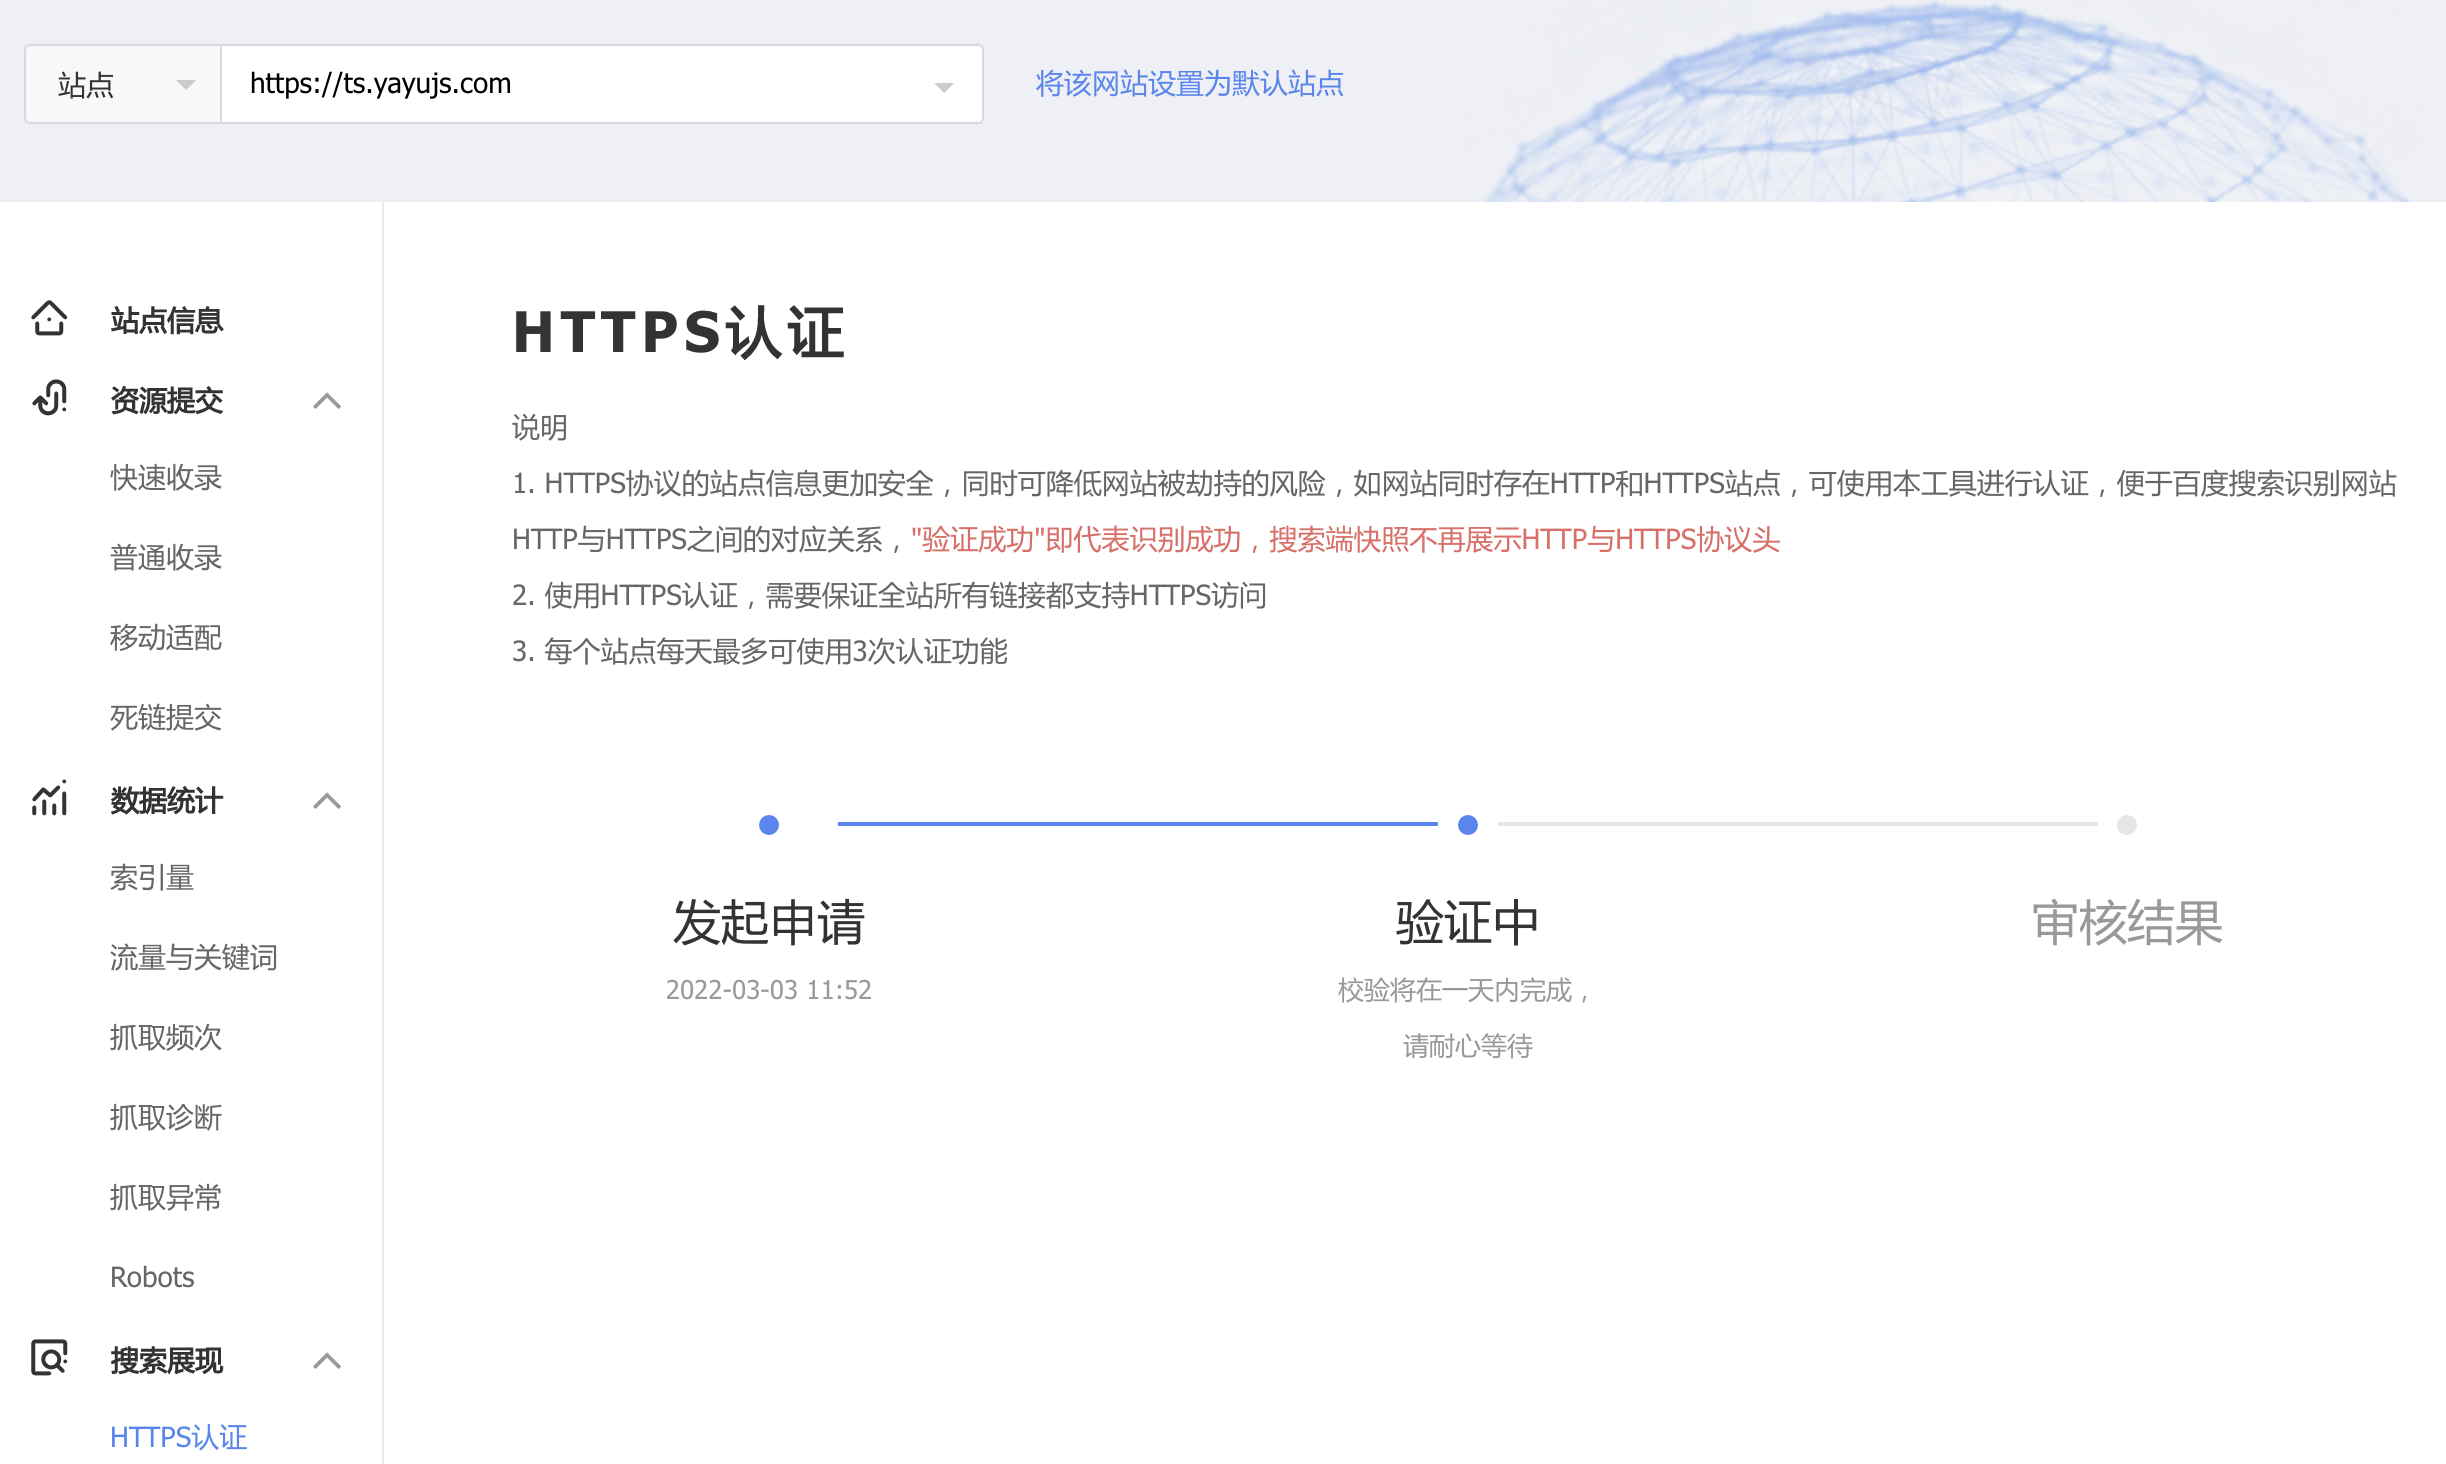 站点
https://ts.yayujs.com
将该网站设置为默认站点
站点信息
资源提交
快速收录
普通收录
移动适配
死链提交
数据统计
索引量
流量与关键词
抓取频次
抓取诊断
抓取异常
Robots
搜索展现
HTTPS认证
HTTPS认证
说明
1. HTTPS协议的站点信息更加安全，同时可降低网站被劫持的风险，如网站同时存在HTTP和HTTPS站点，可使用本工具进行认证，便于百度搜索识别网站
HTTP与HTTPS之间的对应关系，"验证成功"即代表识别成功，搜索端快照不再展示HTTP与HTTPS协议头
2. 使用HTTPS认证，需要保证全站所有链接都支持HTTPS访问
3. 每个站点每天最多可使用3次认证功能
发起申请
2022-03-03 11:52
验证中
校验将在一天内完成，
请耐心等待
审核结果